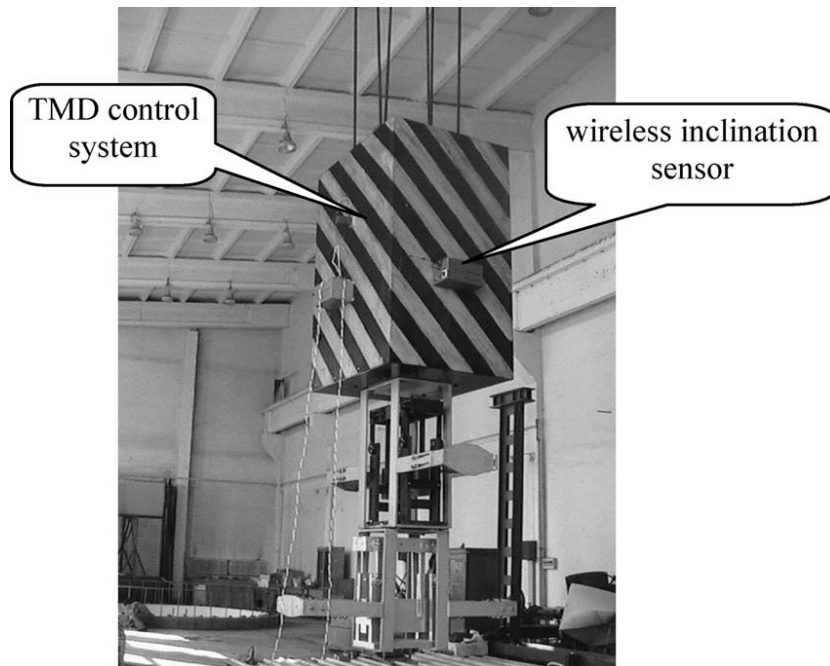 TMD control
system
wireless inclination
sensor